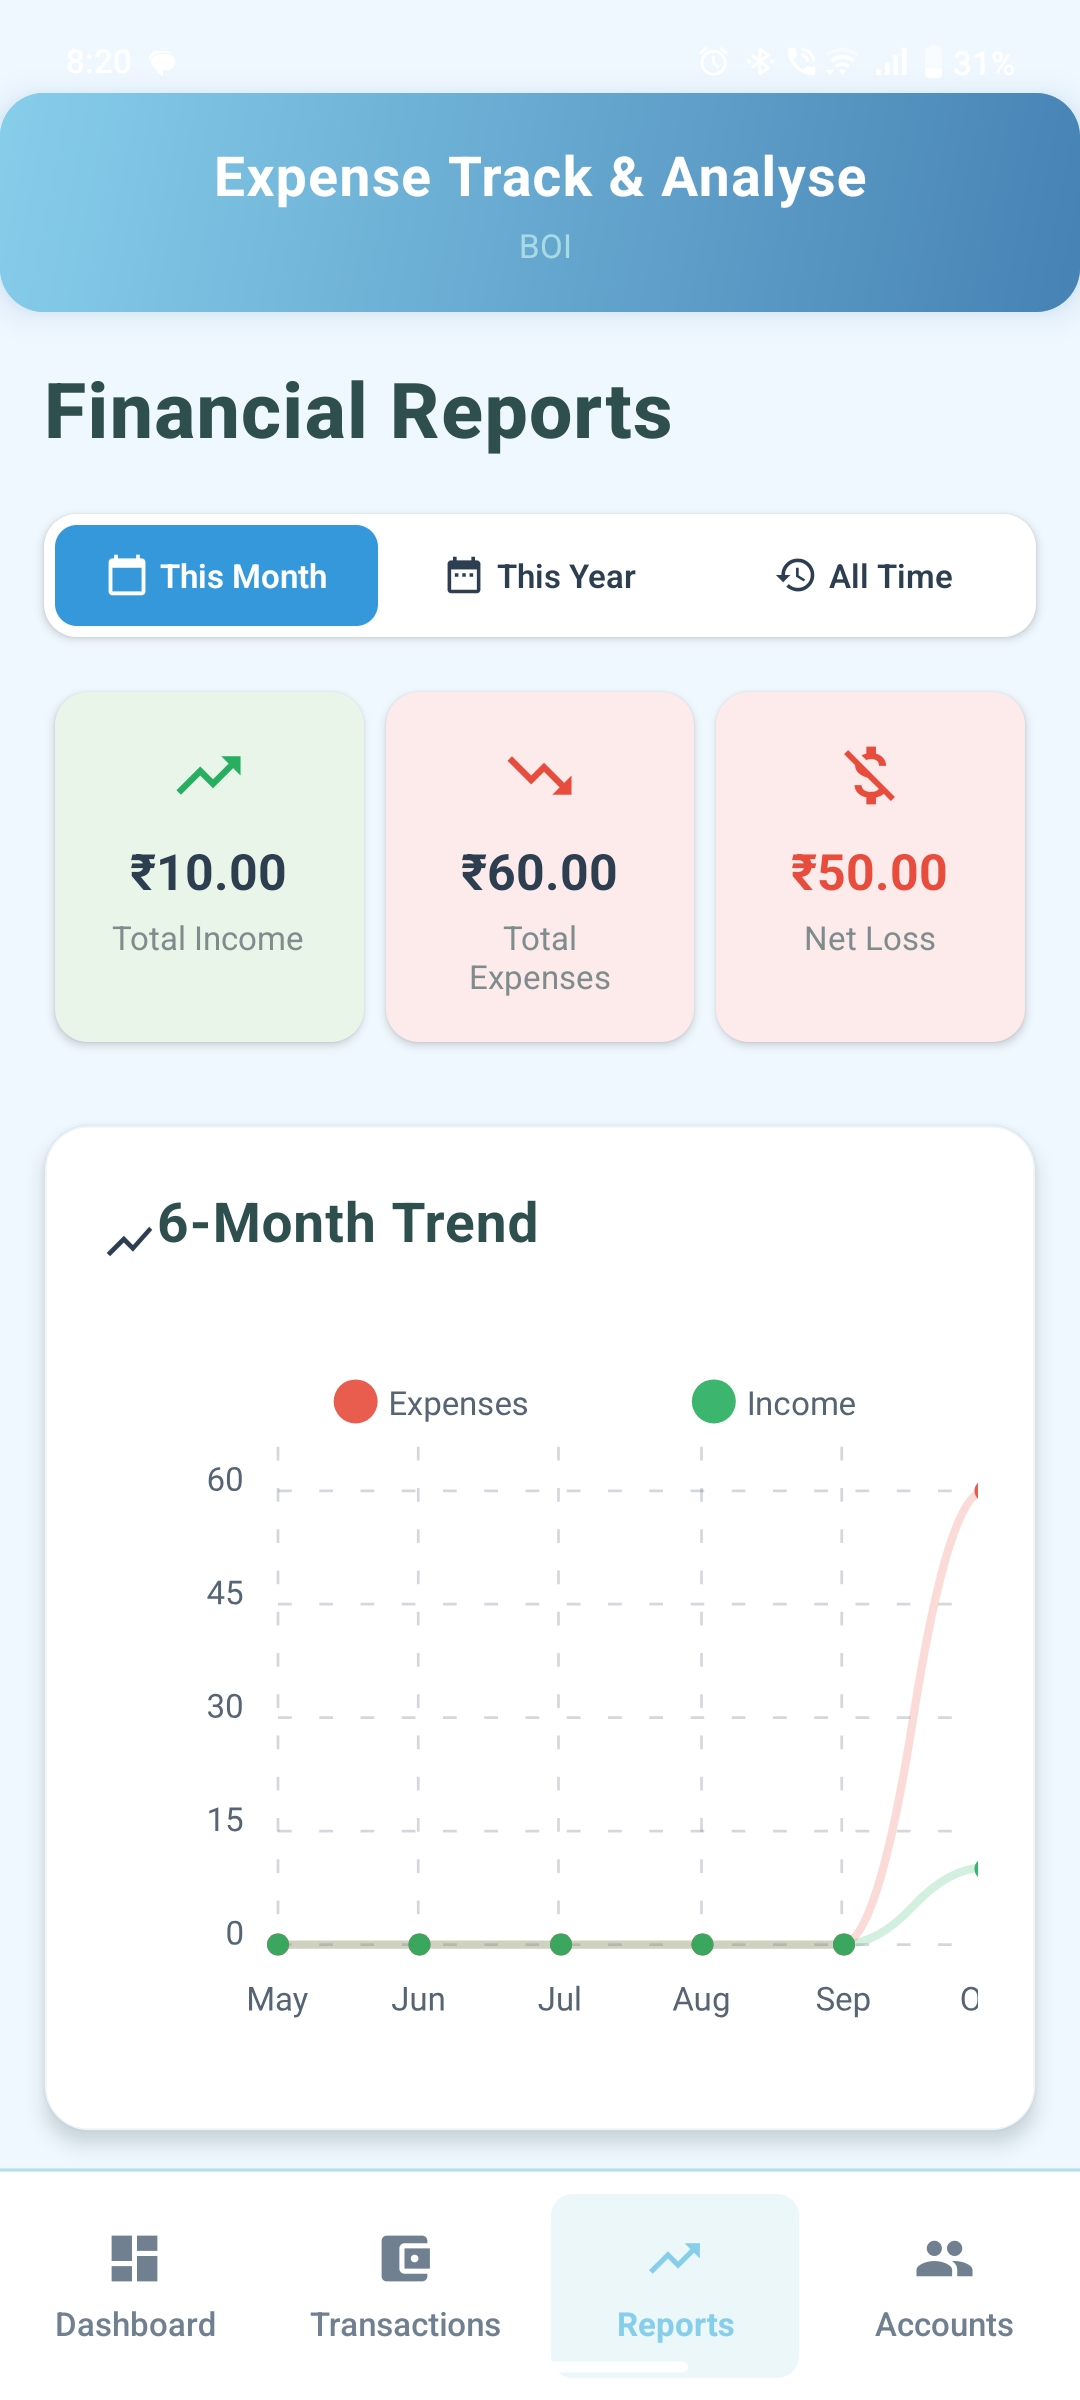 8:20
31%
Expense Track & Analyse
BOI
Financial Reports
This Month
This Year
All Time
₹10.00
Total Income
₹60.00
Total
Expenses
₹50.00
Net Loss
6-Month Trend
Expenses
Income
60
45
30
15
0
May
Jun
Jul
Aug
Sep
Dashboard
Transactions
Reports
Accounts